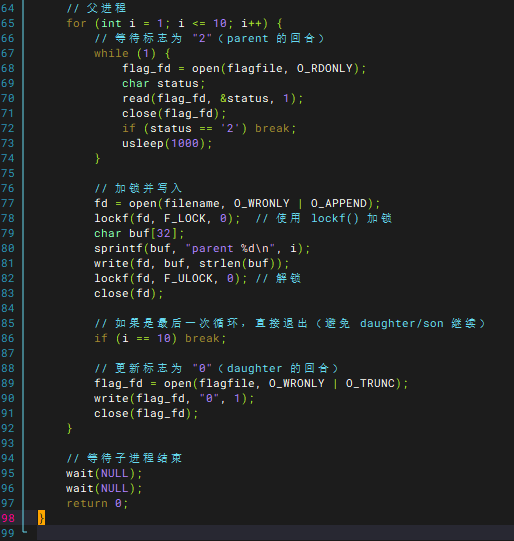 64 // 父进程
65 for (int i = 1; i <= 10; i++) {
66 // 等待标志为 "2"（parent 的回合）
67 while (1) {
68 flag_fd = open(flagfile, O_RDONLY);
69 char status;
70 read(flag_fd, &status, 1);
71 close(flag_fd);
72 if (status == '2') break;
73 usleep(1000);
74 }
75
76 // 加锁并写入
77 fd = open(filename, O_WRONLY | O_APPEND);
78 lockf(fd, F_LOCK, 0); // 使用 lockf() 加锁
79 char buf[32];
80 sprintf(buf, "parent %d\n", i);
81 write(fd, buf, strlen(buf));
82 lockf(fd, F_ULOCK, 0); // 解锁
83 close(fd);
84
85 // 如果是最后一次循环，直接退出（避免 daughter/son 继续）
86 if (i == 10) break;
87
88 // 更新标志为 "0"（daughter 的回合）
89 flag_fd = open(flagfile, O_WRONLY | O_TRUNC);
90 write(flag_fd, "0", 1);
91 close(flag_fd);
92 }
93
94 // 等待子进程结束
95 wait(NULL);
96 wait(NULL);
97 return 0;
98 }
99